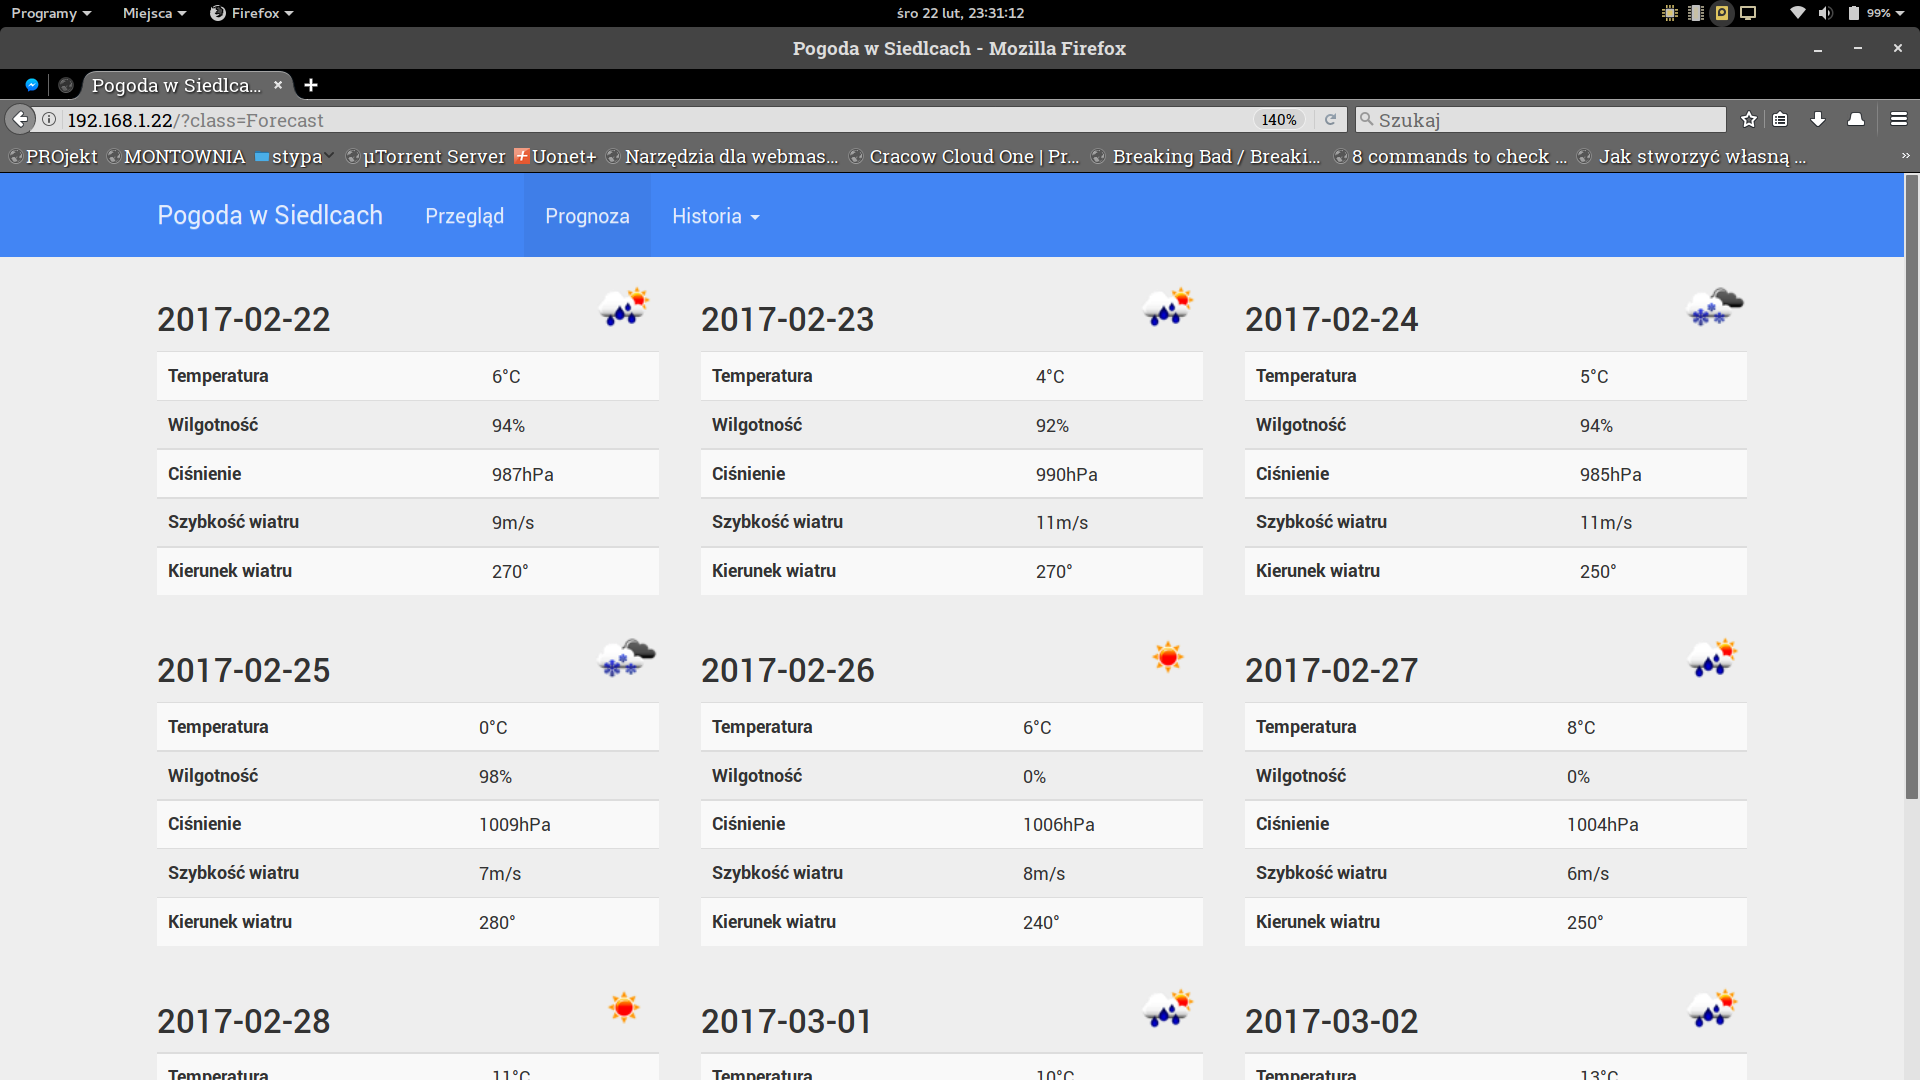 Programy Miejsca Firefox śro 22 lut, 23:31:12 99%
Pogoda w Siedlcach - Mozilla Firefox
Pogoda w Siedlca...
192.168.1.22/?class=Forecast 140% Szukaj
PROjekt MONTOWNIA stypa µTorrent Server Uonet+ Narzędzia dla webmas... Cracow Cloud One | Pr... Breaking Bad / Breaki... 8 commands to check ... Jak stworzyć własną ... »
Pogoda w Siedlcach Przegląd Prognoza Historia
2017-02-22
Temperatura 6°C
Wilgotność 94%
Ciśnienie 987hPa
Szybkość wiatru 9m/s
Kierunek wiatru 270°
2017-02-23
Temperatura 4°C
Wilgotność 92%
Ciśnienie 990hPa
Szybkość wiatru 11m/s
Kierunek wiatru 270°
2017-02-24
Temperatura 5°C
Wilgotność 94%
Ciśnienie 985hPa
Szybkość wiatru 11m/s
Kierunek wiatru 250°
2017-02-25
Temperatura 0°C
Wilgotność 98%
Ciśnienie 1009hPa
Szybkość wiatru 7m/s
Kierunek wiatru 280°
2017-02-26
Temperatura 6°C
Wilgotność 0%
Ciśnienie 1006hPa
Szybkość wiatru 8m/s
Kierunek wiatru 240°
2017-02-27
Temperatura 8°C
Wilgotność 0%
Ciśnienie 1004hPa
Szybkość wiatru 6m/s
Kierunek wiatru 250°
2017-02-28
Temperatura 11°C
2017-03-01
Temperatura 10°C
2017-03-02
Temperatura 13°C